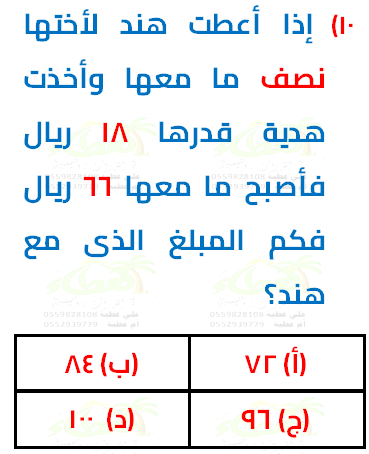 ١٠) إذا أعطت هند لأختها
نصف ما معها وأخذت
هدية قدرها ١٨ ريال
فأصبح ما معها ٦٦ ريال
فكم المبلغ الذى مع
هند؟
(أ) ٧٢ (ب) ٨٤
(ج) ٩٦ (د) ١٠٠